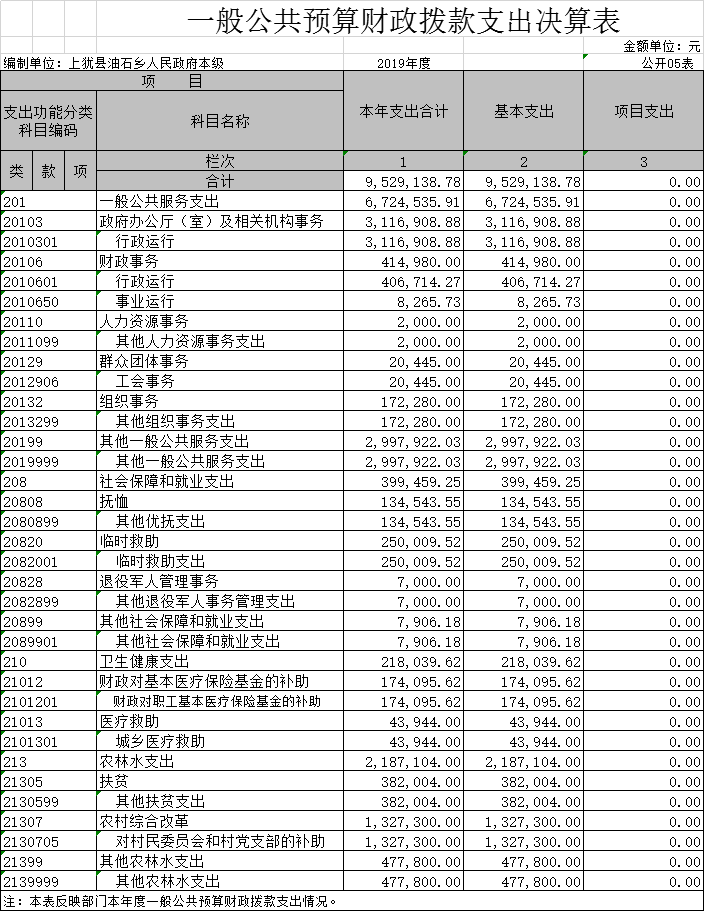 一般公共预算财政拨款支出决算表
金额单位：元
编制单位：上犹县油石乡人民政府本级 2019年度 公开05表
项 目 本年支出合计 基本支出 项目支出
支出功能分类科目编码 科目名称
类 款 项 栏次 1 2 3
合计 9,529,138.78 9,529,138.78 0.00
201 一般公共服务支出 6,724,535.91 6,724,535.91 0.00
20103 政府办公厅（室）及相关机构事务 3,116,908.88 3,116,908.88 0.00
2010301 行政运行 3,116,908.88 3,116,908.88 0.00
20106 财政事务 414,980.00 414,980.00 0.00
2010601 行政运行 406,714.27 406,714.27 0.00
2010650 事业运行 8,265.73 8,265.73 0.00
20110 人力资源事务 2,000.00 2,000.00 0.00
2011099 其他人力资源事务支出 2,000.00 2,000.00 0.00
20129 群众团体事务 20,445.00 20,445.00 0.00
2012906 工会事务 20,445.00 20,445.00 0.00
20132 组织事务 172,280.00 172,280.00 0.00
2013299 其他组织事务支出 172,280.00 172,280.00 0.00
20199 其他一般公共服务支出 2,997,922.03 2,997,922.03 0.00
2019999 其他一般公共服务支出 2,997,922.03 2,997,922.03 0.00
208 社会保障和就业支出 399,459.25 399,459.25 0.00
20808 抚恤 134,543.55 134,543.55 0.00
2080899 其他优抚支出 134,543.55 134,543.55 0.00
20820 临时救助 250,009.52 250,009.52 0.00
2082001 临时救助支出 250,009.52 250,009.52 0.00
20828 退役军人管理事务 7,000.00 7,000.00 0.00
2082899 其他退役军人事务管理支出 7,000.00 7,000.00 0.00
20899 其他社会保障和就业支出 7,906.18 7,906.18 0.00
2089901 其他社会保障和就业支出 7,906.18 7,906.18 0.00
210 卫生健康支出 218,039.62 218,039.62 0.00
21012 财政对基本医疗保险基金的补助 174,095.62 174,095.62 0.00
2101201 财政对职工基本医疗保险基金的补助 174,095.62 174,095.62 0.00
21013 医疗救助 43,944.00 43,944.00 0.00
2101301 城乡医疗救助 43,944.00 43,944.00 0.00
213 农林水支出 2,187,104.00 2,187,104.00 0.00
21305 扶贫 382,004.00 382,004.00 0.00
2130599 其他扶贫支出 382,004.00 382,004.00 0.00
21307 农村综合改革 1,327,300.00 1,327,300.00 0.00
2130705 对村民委员会和村党支部的补助 1,327,300.00 1,327,300.00 0.00
21399 其他农林水支出 477,800.00 477,800.00 0.00
2139999 其他农林水支出 477,800.00 477,800.00 0.00
注：本表反映部门本年度一般公共预算财政拨款支出情况。